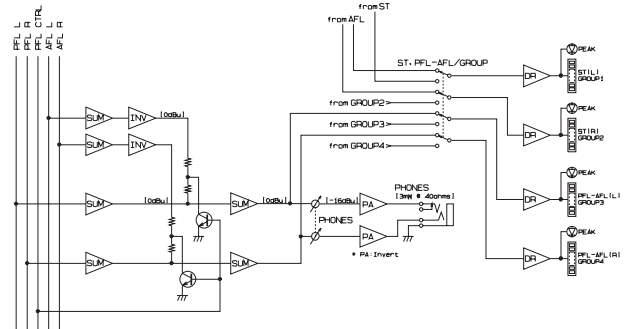 PFL L
PFL R
PFL CTRL
AFL L
AFL R
from ST
from AFL
ST, PFL-AFL/GROUP
PEAK
DR
ST(L)
GROUP1
from GROUP2
SUM
INV
[0dBu]
from GROUP3
PEAK
DR
ST(R)
GROUP2
SUM
INV
from GROUP4
SUM
[0dBu]
SUM
[0dBu]
[-16dBu]
PA
PHONES
[3mW @ 40ohms]
PEAK
DR
PFL-AFL(L)
GROUP3
PHONES
PA
* PA:Invert
SUM
SUM
PEAK
DR
PFL-AFL(R)
GROUP4